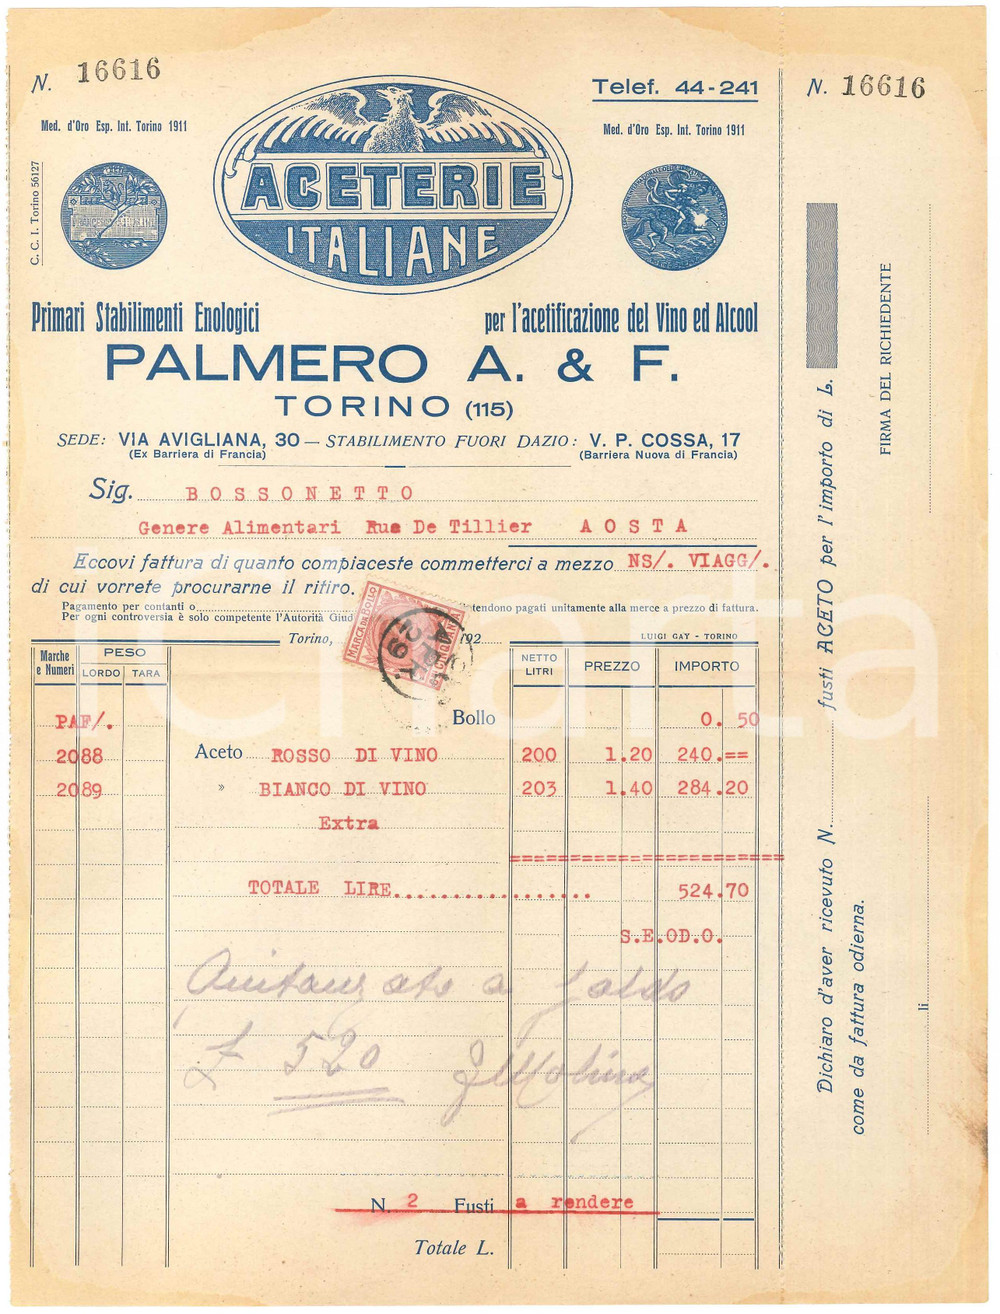 N. 16616
Telef. 44-241
N. 16616
Med. d'Oro Esp. Int. Torino 1911
Med. d'Oro Esp. Int. Torino 1911
C. C. I. Torino 56127
ACETERIE
ITALIANE
Primari Stabilimenti Enologici per l'acetificazione del Vino ed Alcool
PALMERO A. & F.
TORINO (115)
SEDE: VIA AVIGLIANA, 30 — STABILIMENTO FUORI DAZIO: V. P. COSSA, 17
(Ex Barriera di Francia) (Barriera Nuova di Francia)
Sig. BOSSONETTO
Genere Alimentari Rue De Tillier AOSTA
Eccovi fattura di quanto compiaceste commetterci a mezzo NS/. VIAGG/.
di cui vorrete procurarne il ritiro.
Pagamento per contanti o tendono pagati unitamente alla merce a prezzo di fattura.
Per ogni controversia è solo competente l'Autorità Giud
MARCA DA BOLLO
CINQUANTA
APR.
29
Torino, 192
LUIGI GAY - TORINO
Marche e Numeri PESO LORDO TARA NETTO LITRI PREZZO IMPORTO
PAF/. Bollo 0. 50
2088 Aceto ROSSO DI VINO 200 1.20 240.==
2089 » BIANCO DI VINO 203 1.40 284.20
Extra
=========================
TOTALE LIRE.................. 524.70
S.E.OD.O.
Quitanzato a saldo
£ 520 Molina
N. 2 Fusti a rendere
Totale L.
Dichiaro d'aver ricevuto N. fusti ACETO per l'importo di L.
come da fattura odierna.
li
FIRMA DEL RICHIEDENTE
Charta